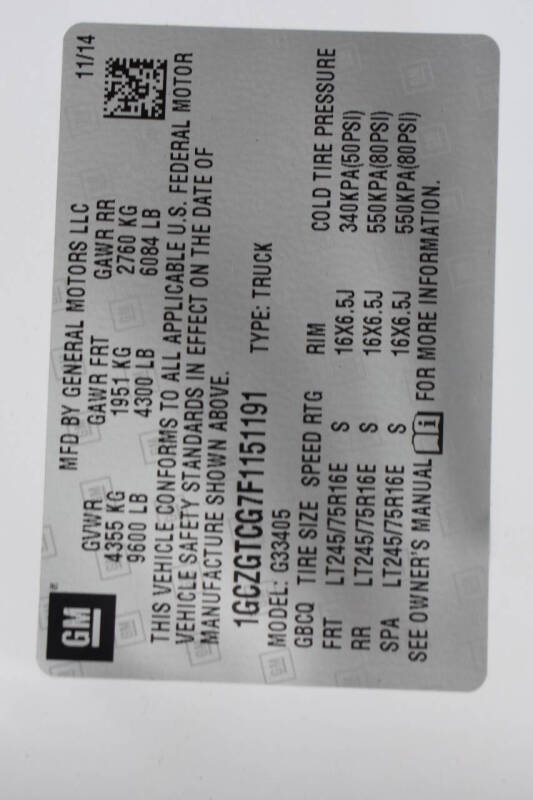 GM®
MFD BY GENERAL MOTORS LLC 11/14
GVWR GAWR FRT GAWR RR
4355 KG 1951 KG 2760 KG
9600 LB 4300 LB 6084 LB
THIS VEHICLE CONFORMS TO ALL APPLICABLE U.S. FEDERAL MOTOR
VEHICLE SAFETY STANDARDS IN EFFECT ON THE DATE OF
MANUFACTURE SHOWN ABOVE.
1GCZGTCG7F1151191 TYPE: TRUCK
MODEL: G33405
GBCQ TIRE SIZE SPEED RTG RIM COLD TIRE PRESSURE
FRT LT245/75R16E S 16X6.5J 340KPA(50PSI)
RR LT245/75R16E S 16X6.5J 550KPA(80PSI)
SPA LT245/75R16E S 16X6.5J 550KPA(80PSI)
SEE OWNER'S MANUAL FOR MORE INFORMATION.